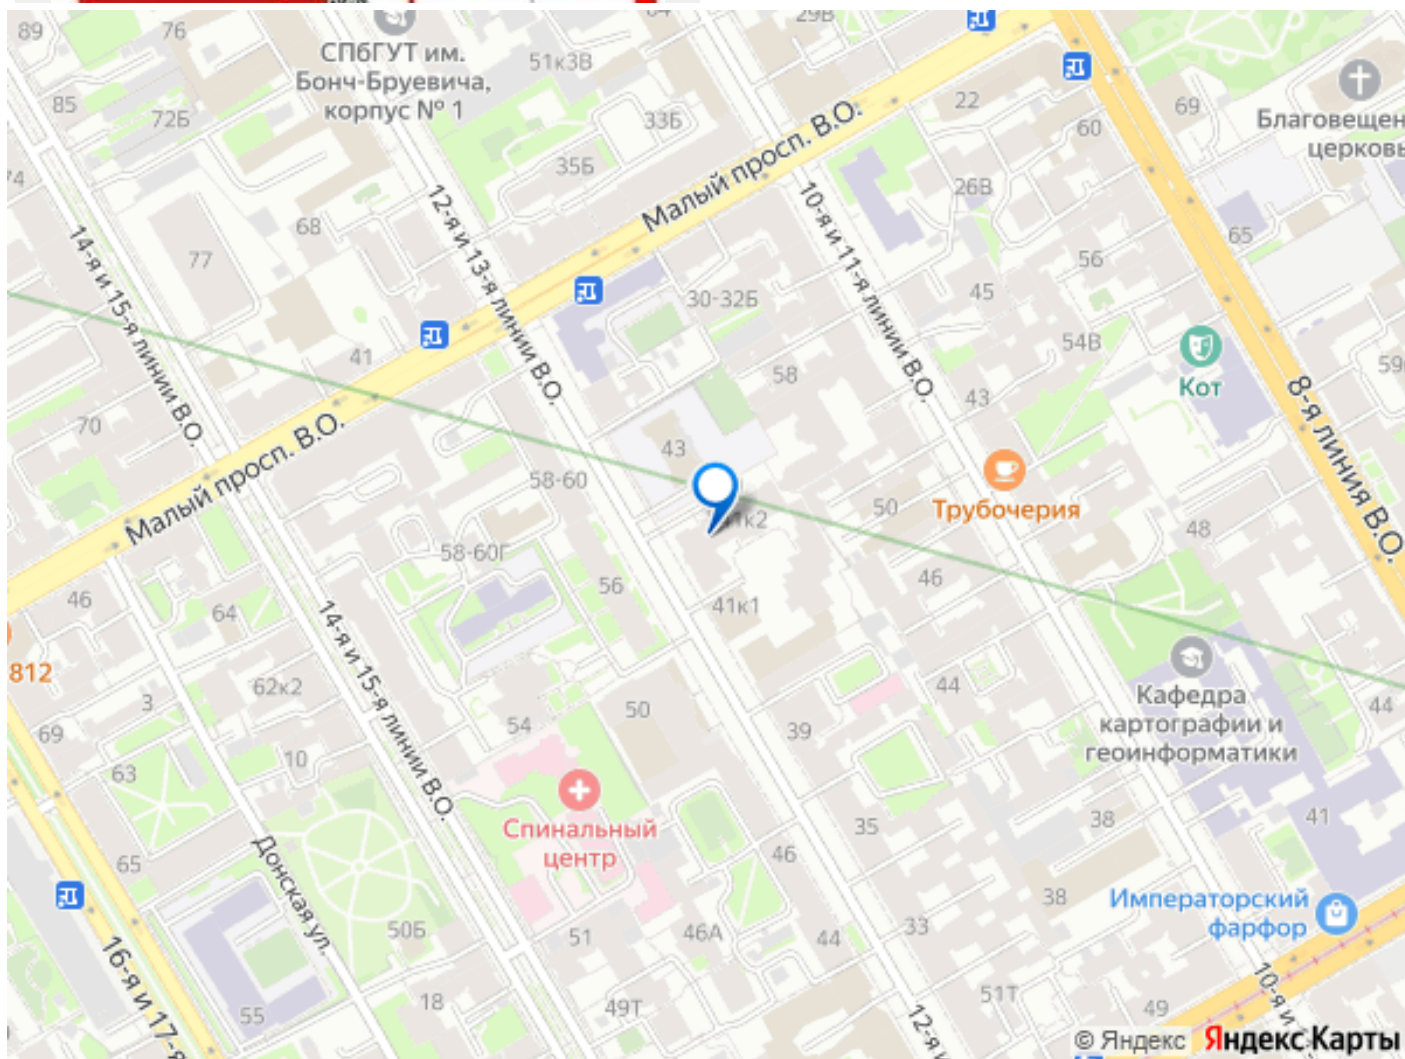 89
76
СПбГУТ им.
Бонч-Бруевича,
корпус № 1
64
29В
51к3В
85
72Б
33Б
22
60
69
Благовещен
церковь
74
35Б
Малый просп. В.О.
26В
68
12-я и 13-я линии В.О.
10-я и 11-я линии В.О.
65
77
14-я и 15-я линии В.О.
56
45
30-32Б
41
58
54В
Кот
59
8-я линия В.О.
70
Малый просп. В.О.
43
43
58-60
Трубочерия
50
41к2
48
58-60Г
46
56
46
64
41к1
14-я и 15-я линии В.О.
812
62к2
3
44
Кафедра
картографии и
геоинформатики
44
69
54
50
39
10
63
Спинальный
центр
41
38
35
65
Донская ул.
46
38
Императорский
фарфор
50Б
51
46А
44
33
16-я и 17-я
18
55
49Т
12-я и
51Т
49
10-я и
© Яндекс Яндекс Карты